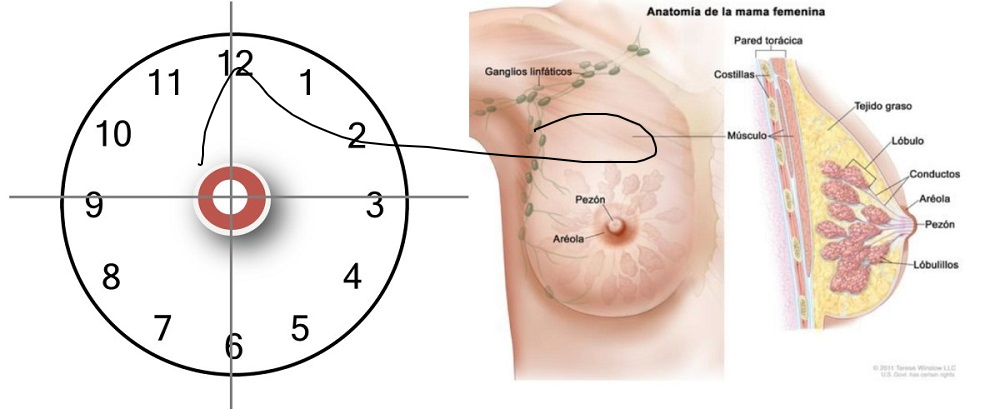 Anatomía de la mama femenina
12
1
2
3
4
5
6
7
8
9
10
11
Ganglios linfáticos
Pezón
Aréola
Pared torácica
Costillas
Músculo
Tejido graso
Lóbulo
Conductos
Aréola
Pezón
Lóbulillos
© 2011 Terese Winslow LLC
U.S. Govt. has certain rights